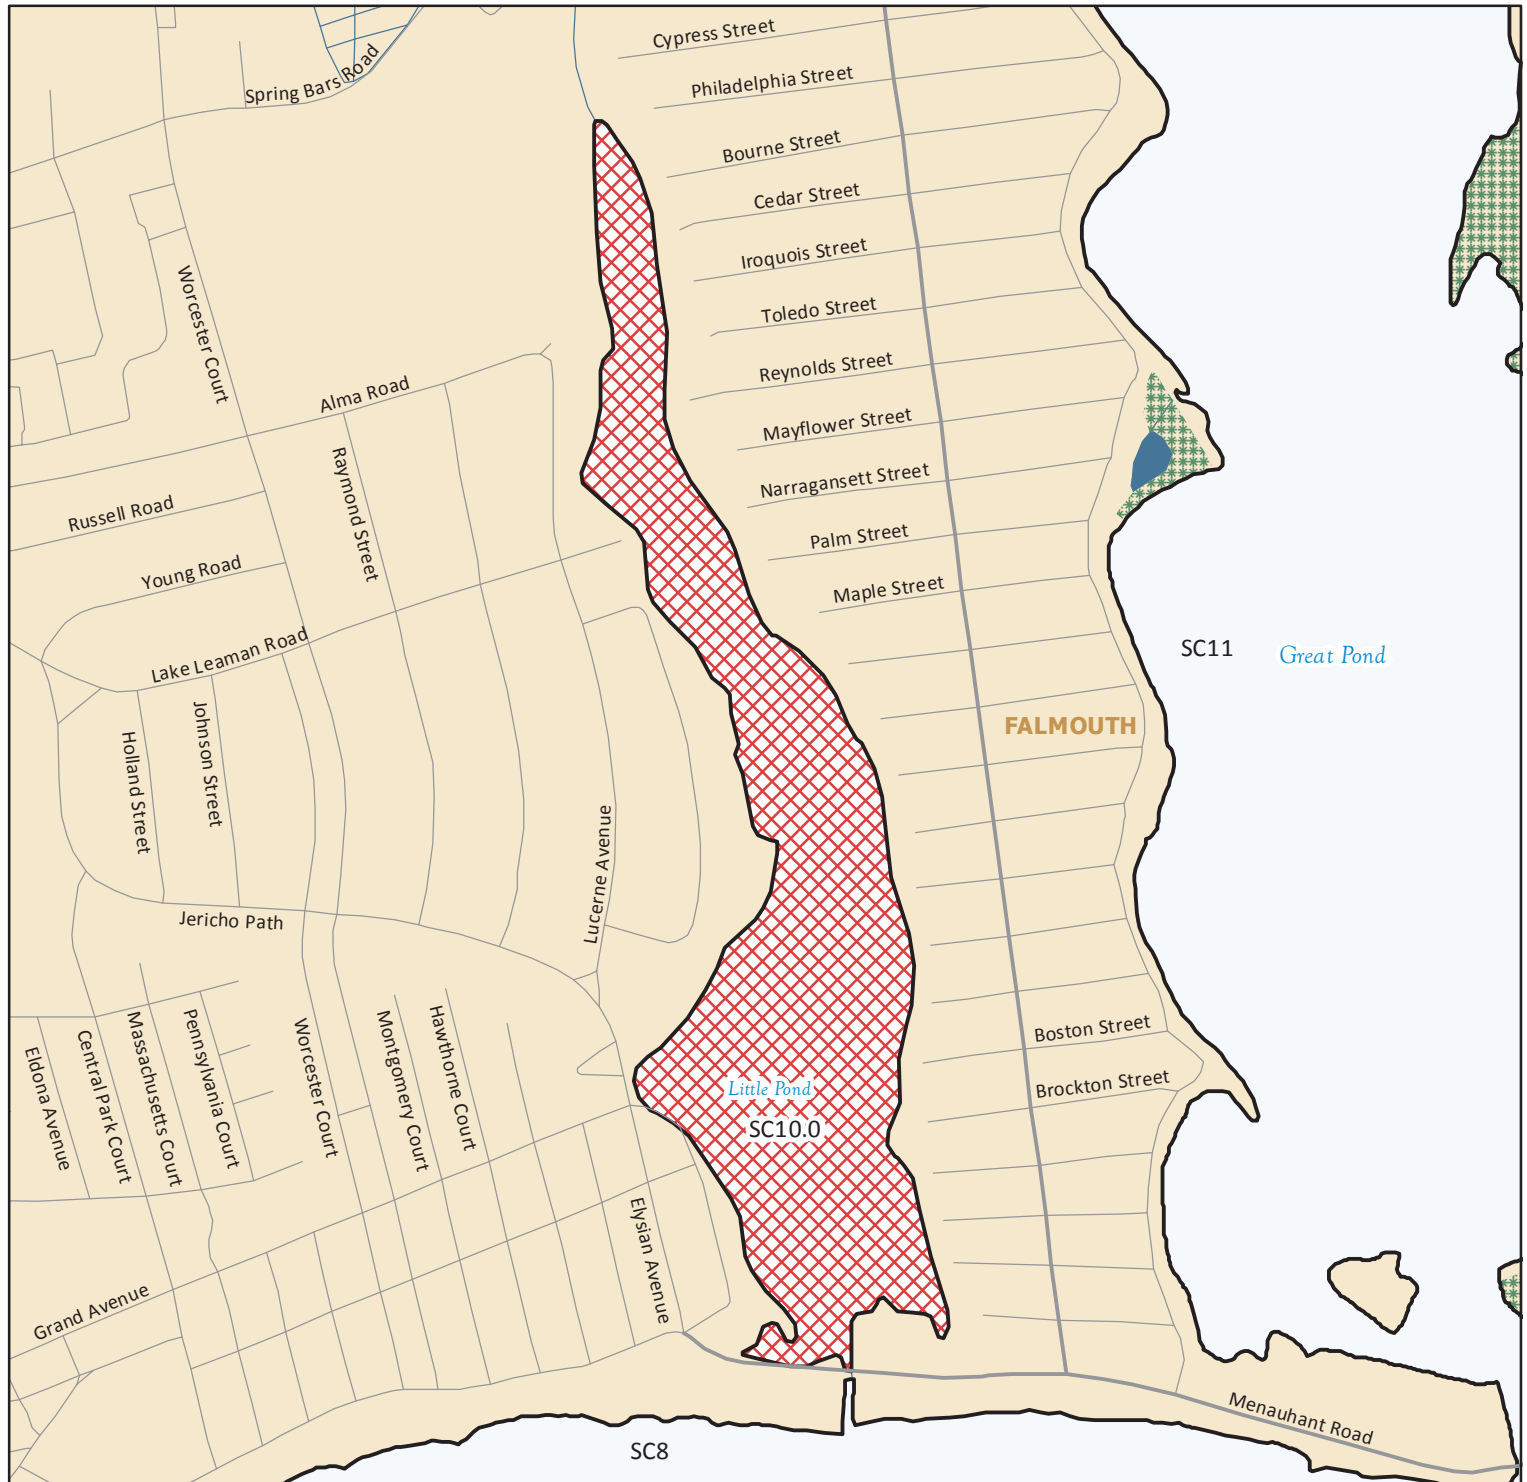 Cypress Street
Spring Bars Road
Philadelphia Street
Bourne Street
Cedar Street
Iroquois Street
Worcester Court
Toledo Street
Reynolds Street
Alma Road
Mayflower Street
Raymond Street
Narragansett Street
Russell Road
Palm Street
Young Road
Maple Street
Lake Leaman Road
SC11
Great Pond
Johnson Street
FALMOUTH
Holland Street
Lucerne Avenue
Jericho Path
Boston Street
Brockton Street
Little Pond
SC10.0
Eldona Avenue
Central Park Court
Massachusetts Court
Pennsylvania Court
Worcester Court
Montgomery Court
Hawthorne Court
Elysian Avenue
Grand Avenue
Menauhant Road
SC8